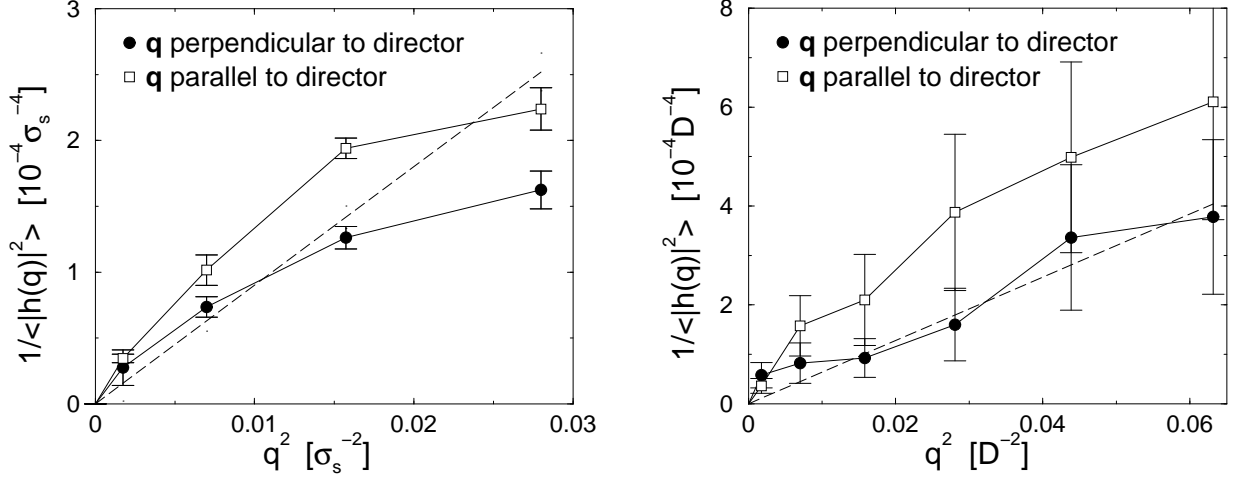 3
2
1
0
1/<|h(q)|²> [10⁻⁴σₛ⁻⁴]
q perpendicular to director
q parallel to director
0 0.01 0.02 0.03
q² [σₛ⁻²]
8
6
4
2
0
1/<|h(q)|²> [10⁻⁴D⁻⁴]
q perpendicular to director
q parallel to director
0 0.02 0.04 0.06
q² [D⁻²]